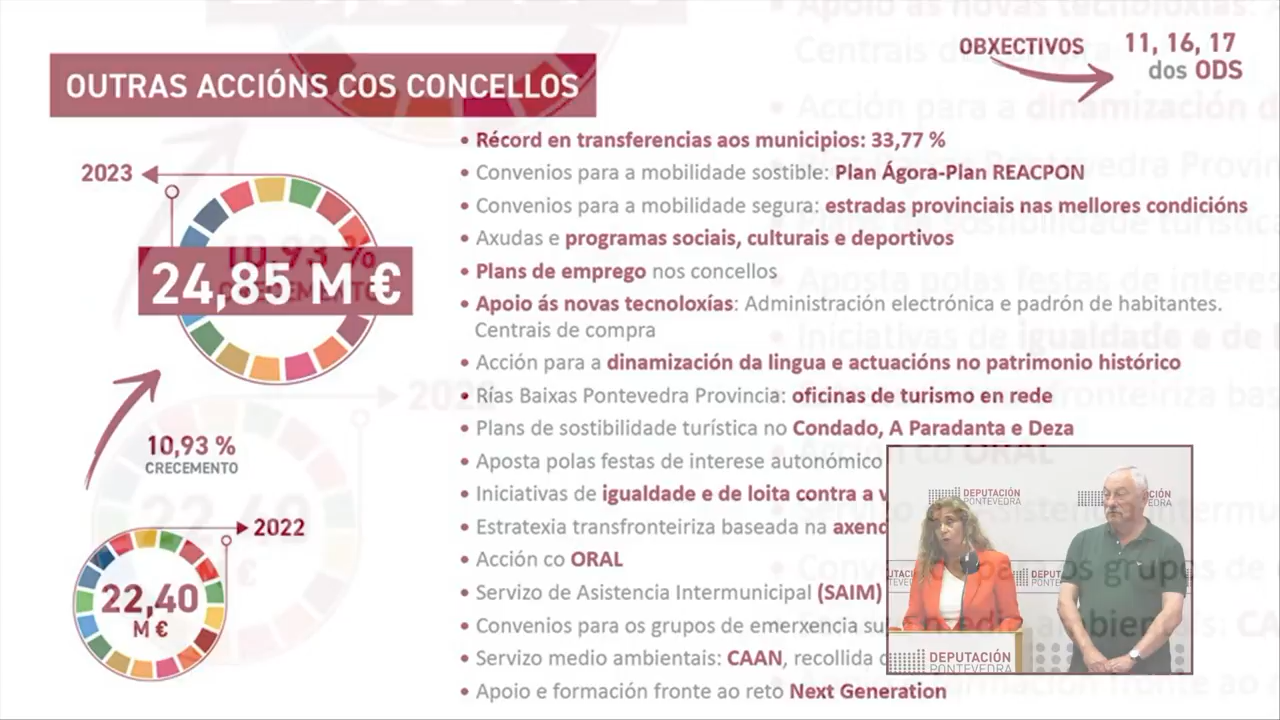 OBXECTIVOS
11, 16, 17
dos ODS
OUTRAS ACCIÓNS COS CONCELLOS
2023
24,85 M €
10,93 %
CRECEMENTO
2022
22,40
M €
• Récord en transferencias aos municipios: 33,77 %
• Convenios para a mobilidade sostible: Plan Ágora-Plan REACPON
• Convenios para a mobilidade segura: estradas provinciais nas mellores condicións
• Axudas e programas sociais, culturais e deportivos
• Plans de emprego nos concellos
• Apoio ás novas tecnoloxías: Administración electrónica e padrón de habitantes.
Centrais de compra
• Acción para a dinamización da lingua e actuacións no patrimonio histórico
• Rías Baixas Pontevedra Provincia: oficinas de turismo en rede
• Plans de sostibilidade turística no Condado, A Paradanta e Deza
• Aposta polas festas de interese autonómico
• Iniciativas de igualdade e de loita contra a v
• Estratexia transfronteiriza baseada na axend
• Acción co ORAL
• Servizo de Asistencia Intermunicipal (SAIM)
• Convenios para os grupos de emerxencia su
• Servizo medio ambientais: CAAN, recollida
• Apoio e formación fronte ao reto Next Generation
DEPUTACIÓN
PONTEVEDRA
DEPUTACIÓN
PONTEVEDRA